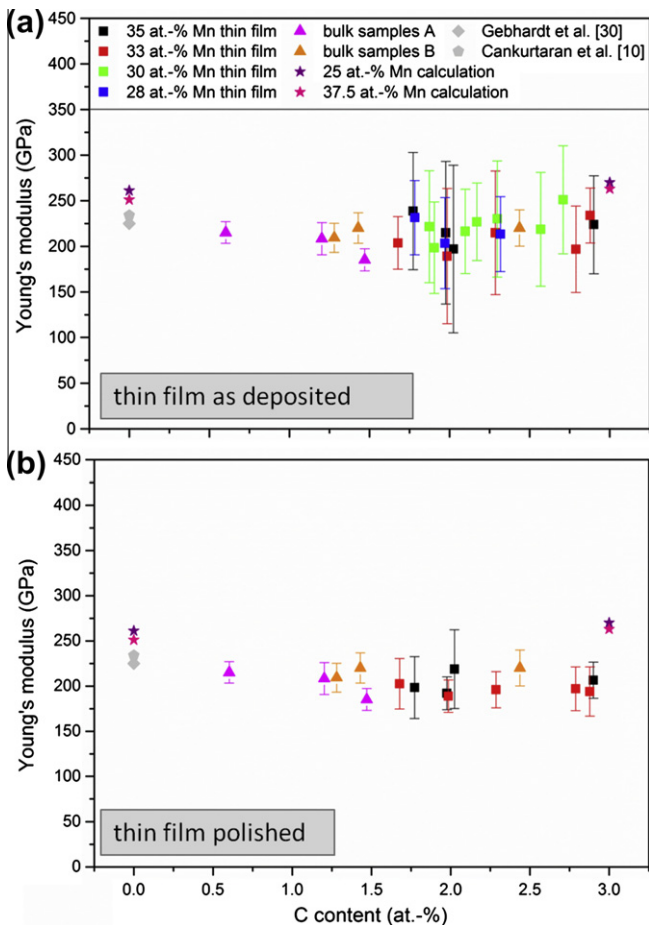 (a)
35 at.-% Mn thin film
bulk samples A
Gebhardt et al. [30]
33 at.-% Mn thin film
bulk samples B
Cankurtaran et al. [10]
30 at.-% Mn thin film
25 at.-% Mn calculation
28 at.-% Mn thin film
37.5 at.-% Mn calculation
450
400
350
300
250
200
150
100
50
0
Young's modulus (GPa)
thin film as deposited
(b)
450
400
350
300
250
200
150
100
50
0
Young's modulus (GPa)
thin film polished
0.0 0.5 1.0 1.5 2.0 2.5 3.0
C content (at.-%)